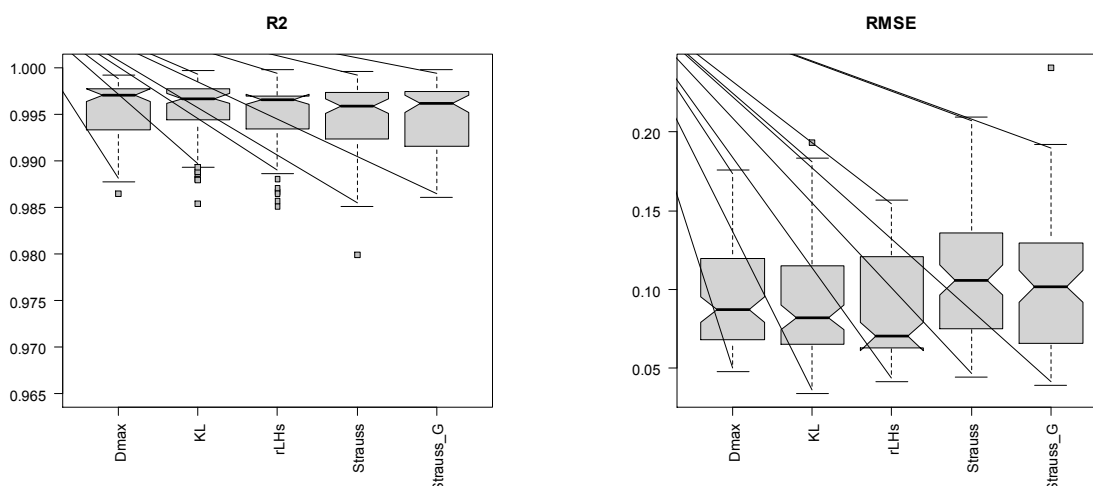 R2
1.000
0.995
0.990
0.985
0.980
0.975
0.970
0.965
Dmax
KL
rLHs
Strauss
Strauss_G
RMSE
0.20
0.15
0.10
0.05
Dmax
KL
rLHs
Strauss
Strauss_G